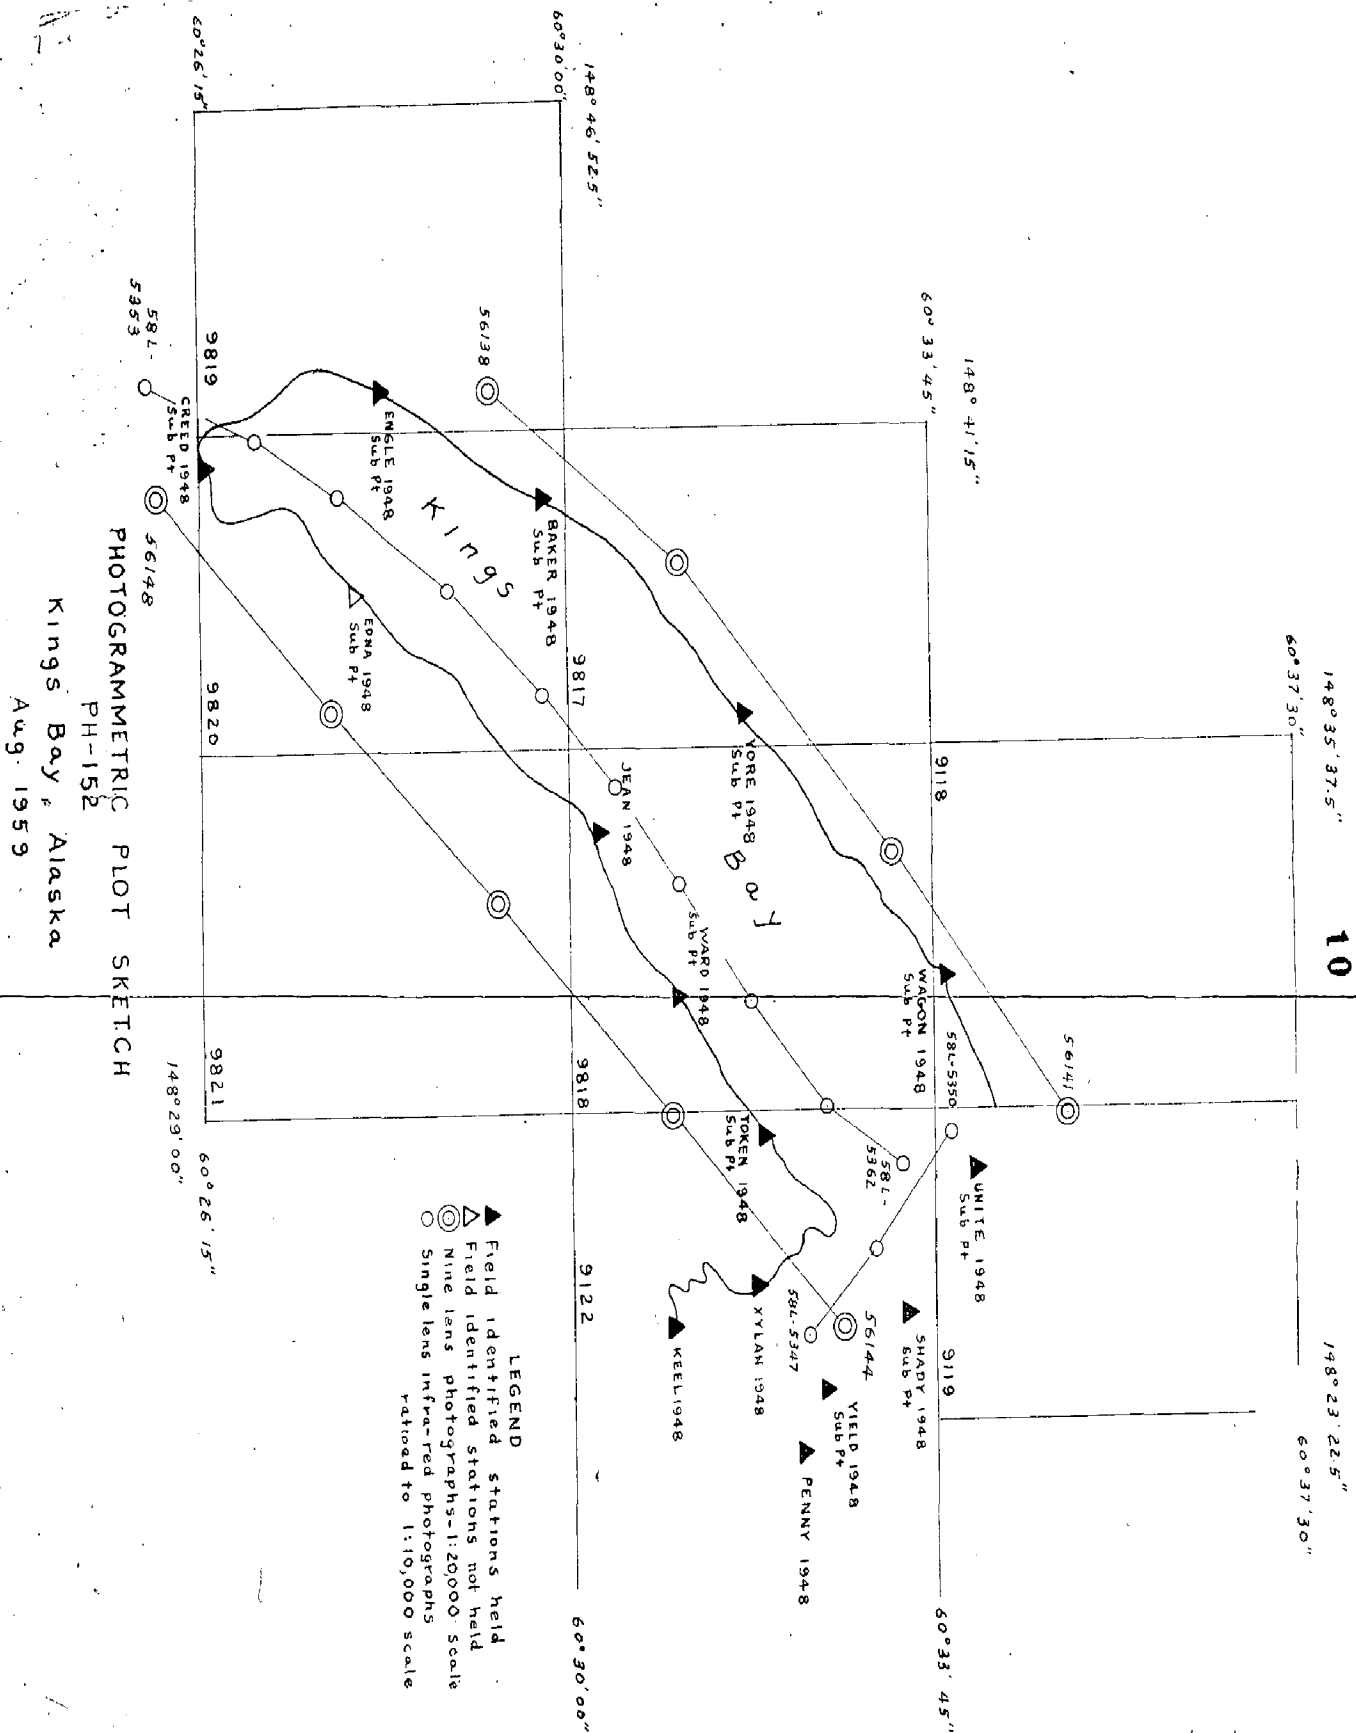 10
148° 35' 37.5"
148° 23' 22.5"
60° 37' 30"
60° 37' 30"
148° 41' 15"
60° 33' 45"
60° 33' 45"
148° 46' 52.5"
60° 30' 00"
60° 30' 00"
60° 26' 15"
60° 26' 15"
148° 29' 00"
56141
56138
56144
56148
58L-5350
58L-
5362
58L-5347
58L-
5353
9118
9119
9817
9818
9122
9819
9820
9821
UNITE 1948
Sub Pt
SHADY 1948
Sub Pt
YIELD 1948
Sub Pt
PENNY 1948
WAGON 1948
Sub Pt
YORE 1948
Sub Pt
BAKER 1948
Sub Pt
ENGLE 1948
Sub Pt
CREED 1948
Sub Pt
EDNA 1948
Sub Pt
JEAN 1948
WARD 1948
Sub Pt
TOKEN 1948
Sub Pt
XYLAN 1948
KEEL 1948
Kings
Bay
LEGEND
Field identified stations held
Field identified stations not held
Nine lens photographs-1:20,000 scale
Single lens infra-red photographs
ratioed to 1:10,000 scale
PHOTOGRAMMETRIC PLOT SKETCH
PH-152
Kings Bay, Alaska
Aug. 1959